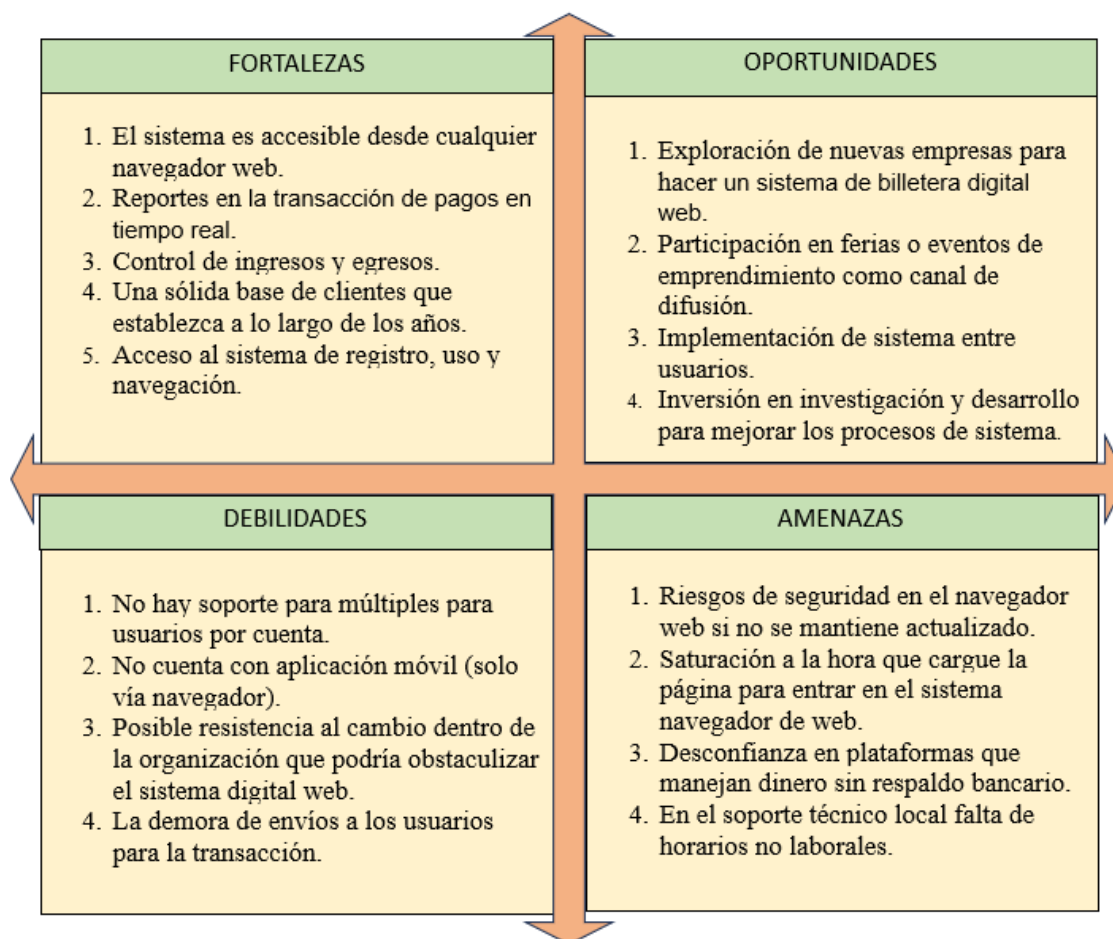 FORTALEZAS
1. El sistema es accesible desde cualquier
navegador web.
2. Reportes en la transacción de pagos en
tiempo real.
3. Control de ingresos y egresos.
4. Una sólida base de clientes que
establezca a lo largo de los años.
5. Acceso al sistema de registro, uso y
navegación.
OPORTUNIDADES
1. Exploración de nuevas empresas para
hacer un sistema de billetera digital
web.
2. Participación en ferias o eventos de
emprendimiento como canal de
difusión.
3. Implementación de sistema entre
usuarios.
4. Inversión en investigación y desarrollo
para mejorar los procesos de sistema.
DEBILIDADES
1. No hay soporte para múltiples para
usuarios por cuenta.
2. No cuenta con aplicación móvil (solo
vía navegador).
3. Posible resistencia al cambio dentro de
la organización que podría obstaculizar
el sistema digital web.
4. La demora de envíos a los usuarios
para la transacción.
AMENAZAS
1. Riesgos de seguridad en el navegador
web si no se mantiene actualizado.
2. Saturación a la hora que cargue la
página para entrar en el sistema
navegador de web.
3. Desconfianza en plataformas que
manejan dinero sin respaldo bancario.
4. En el soporte técnico local falta de
horarios no laborales.